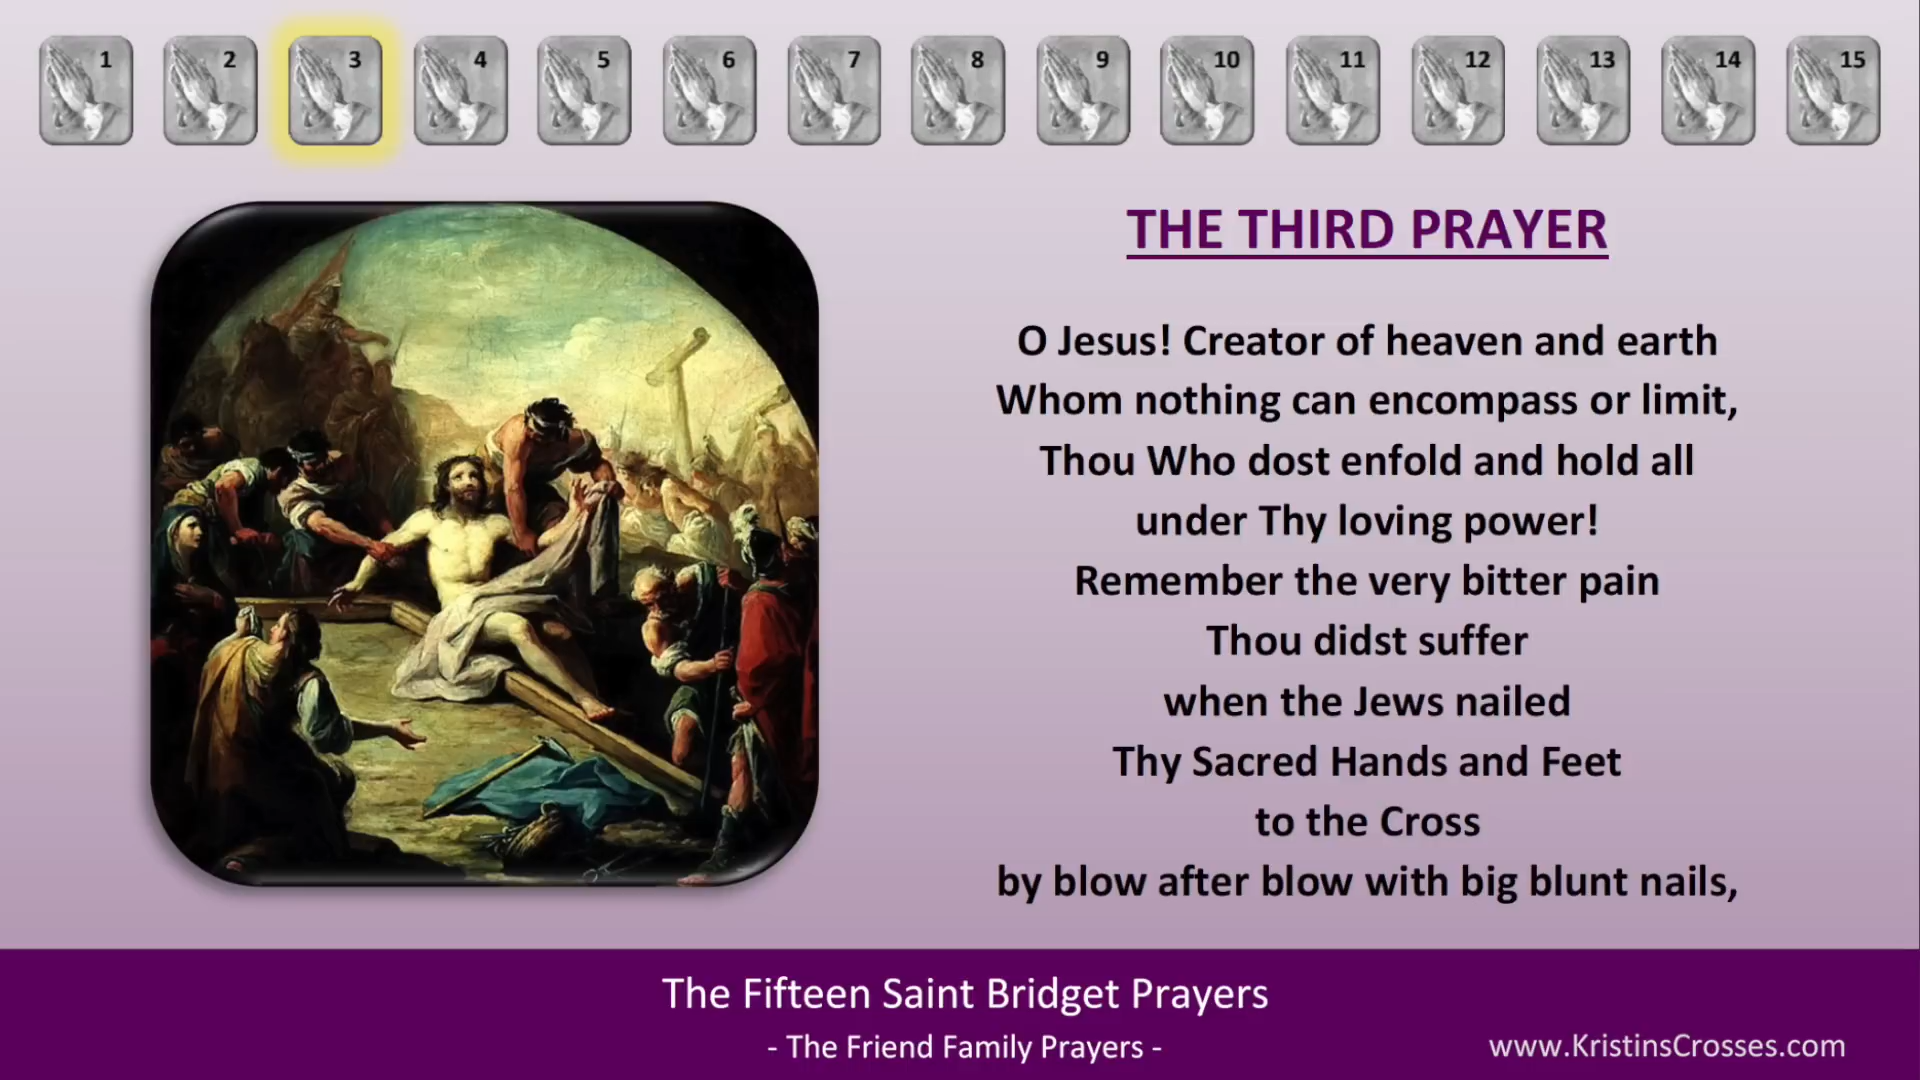 1 2 3 4 5 6 7 8 9 10 11 12 13 14 15
THE THIRD PRAYER
O Jesus! Creator of heaven and earth
Whom nothing can encompass or limit,
Thou Who dost enfold and hold all
under Thy loving power!
Remember the very bitter pain
Thou didst suffer
when the Jews nailed
Thy Sacred Hands and Feet
to the Cross
by blow after blow with big blunt nails,
The Fifteen Saint Bridget Prayers
- The Friend Family Prayers -
www.KristinsCrosses.com